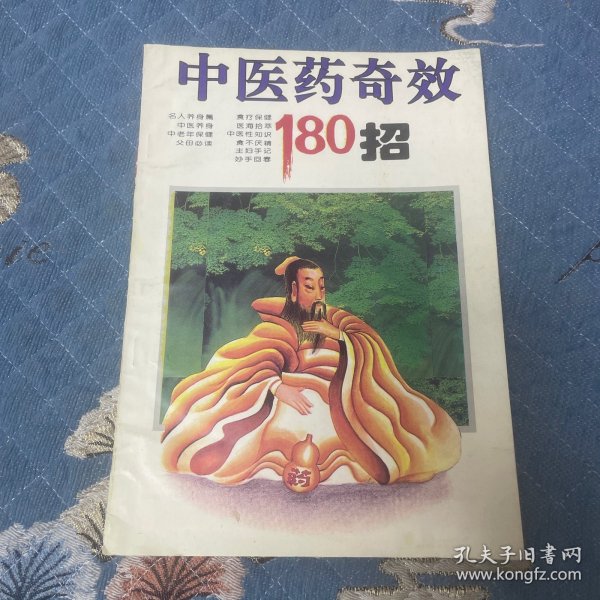 中医药奇效
180招
名人养身篇 食疗保健
中医养身 医海拾萃
中老年保健 中医性知识
父母必读 食不厌精
主妇手记
妙手回春
药
孔夫子旧书网
www.kongfz.com